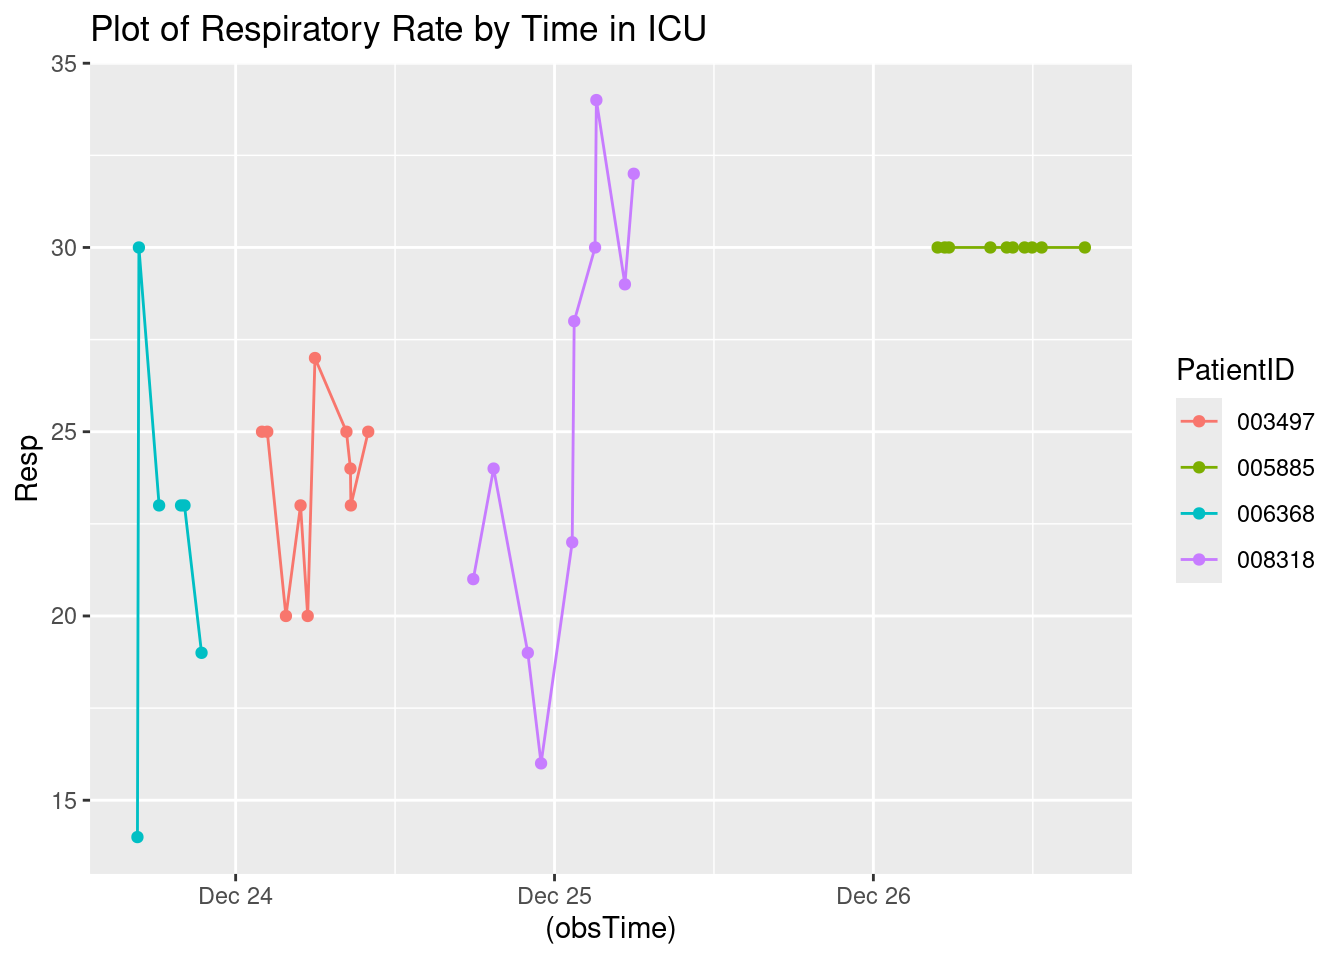 Plot of Respiratory Rate by Time in ICU
35
30
25
20
15
Resp
Dec 24
Dec 25
Dec 26
(obsTime)
PatientID
003497
005885
006368
008318